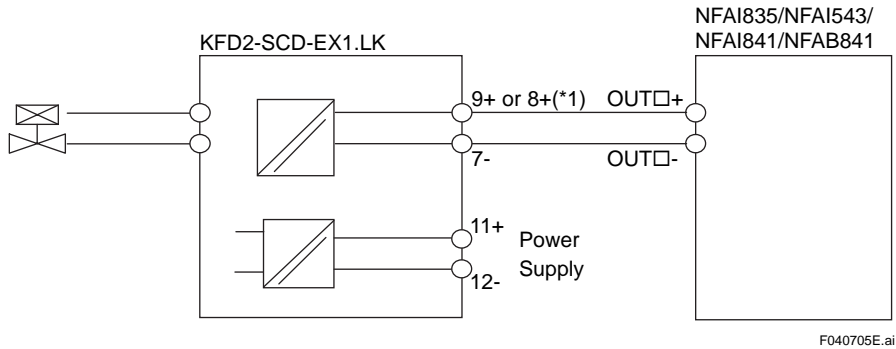 NFAI835/NFAI543/
NFAI841/NFAB841
KFD2-SCD-EX1.LK
9+ or 8+(*1) OUT□+
7- OUT□-
11+
Power
Supply
12-
F040705E.ai